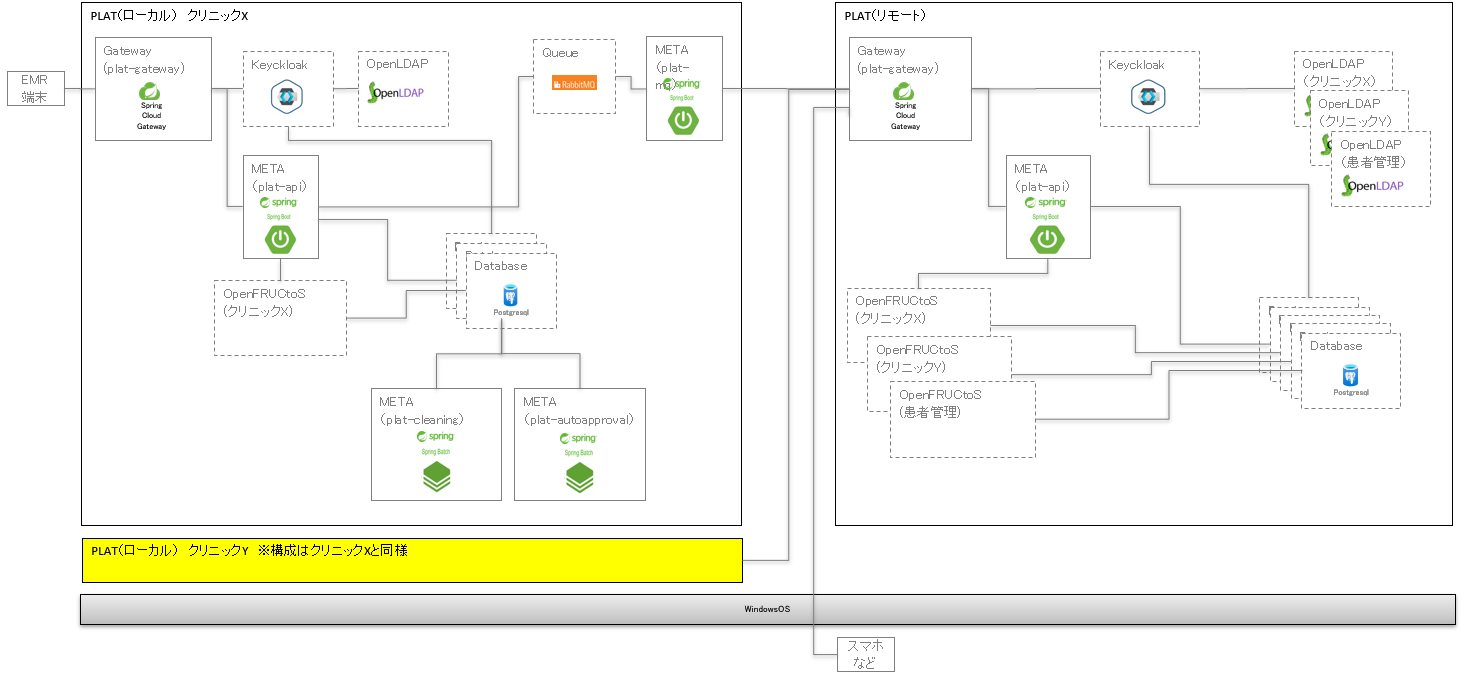 PLAT(ローカル) クリニックX
EMR
端末
Gateway
(plat-gateway)
Spring
Cloud
Gateway
Keyckloak
OpenLDAP
OpenLDAP
Queue
RabbitMQ
META
(plat-
mq)
spring
Spring Boot
META
(plat-api)
spring
Spring Boot
OpenFRUCtoS
(クリニックX)
Database
Postgresql
META
(plat-cleaning)
spring
Spring Batch
META
(plat-autoapproval)
spring
Spring Batch
PLAT(リモート)
Gateway
(plat-gateway)
Spring
Cloud
Gateway
Keyckloak
OpenLDAP
(クリニックX)
OpenLDAP
(クリニックY)
OpenLDAP
(患者管理)
OpenLDAP
META
(plat-api)
spring
Spring Boot
OpenFRUCtoS
(クリニックX)
OpenFRUCtoS
(クリニックY)
OpenFRUCtoS
(患者管理)
Database
Postgresql
PLAT(ローカル) クリニックY ※構成はクリニックXと同様
WindowsOS
スマホ
など